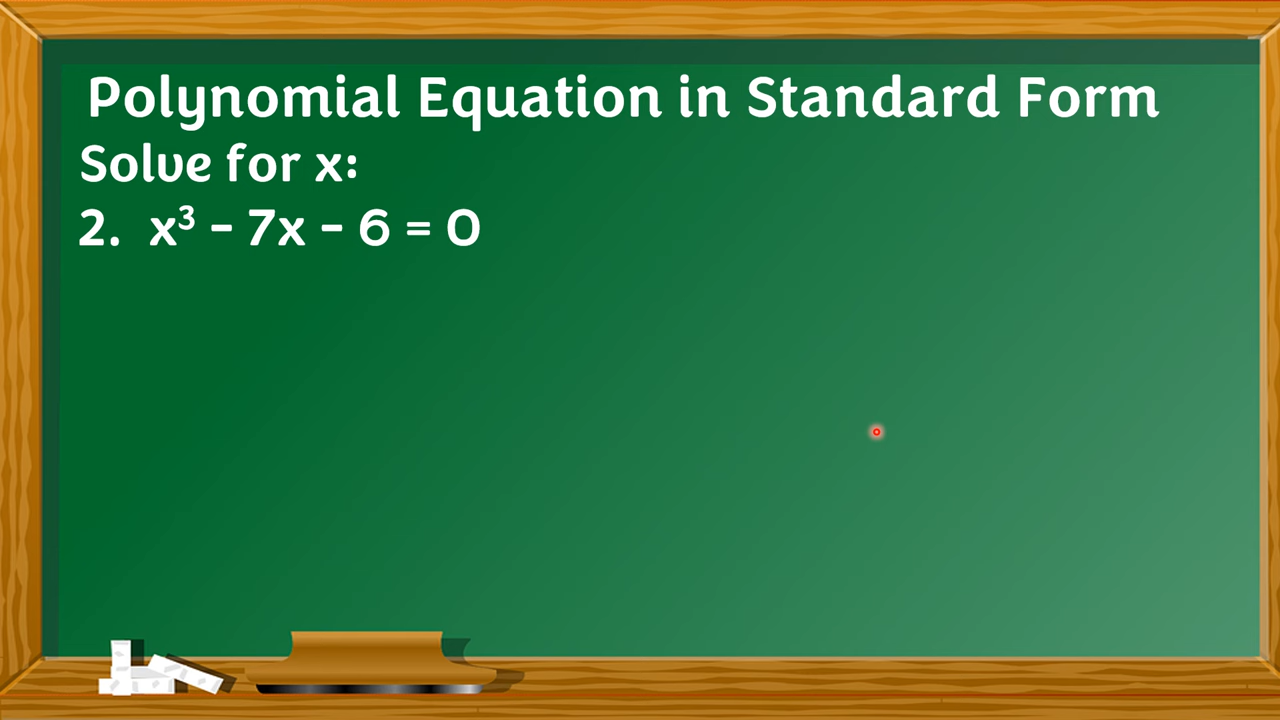 Polynomial Equation in Standard Form
Solve for x:
2. x³ - 7x - 6 = 0